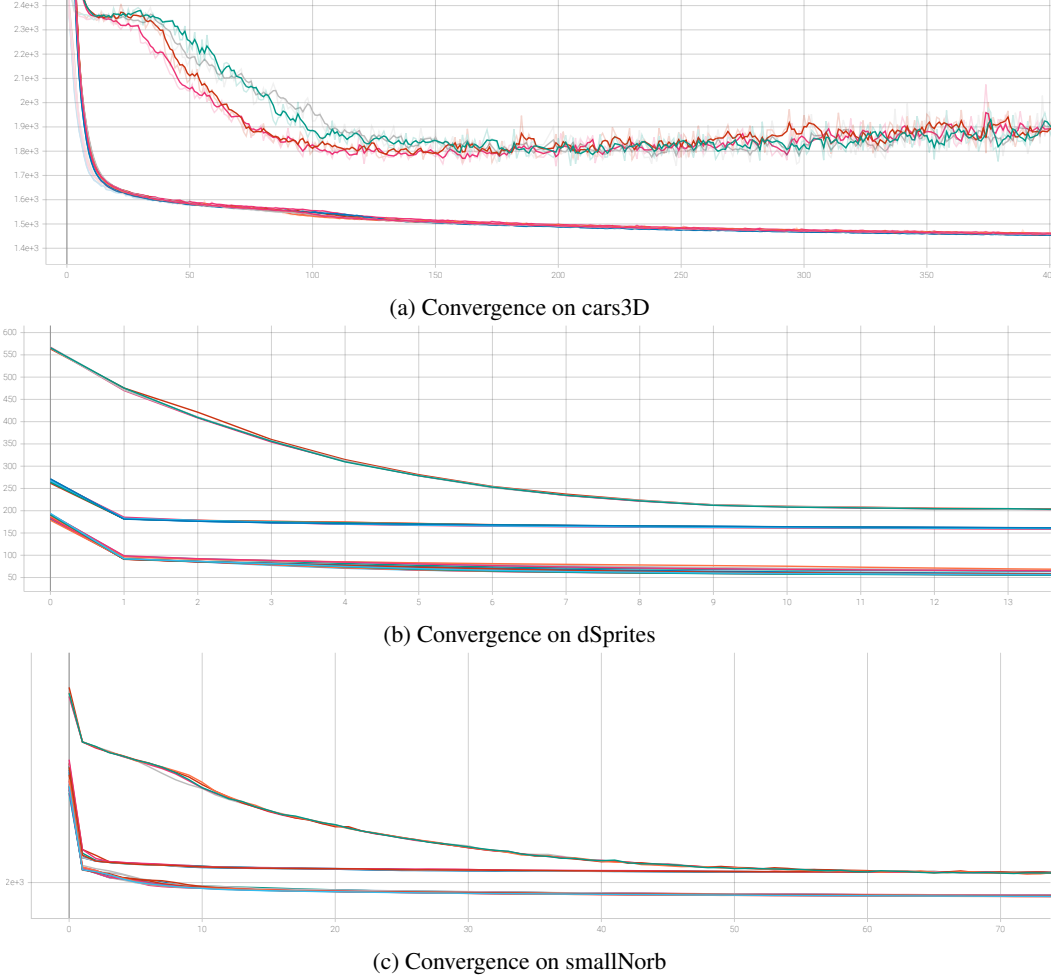 2.4e+3
2.3e+3
2.2e+3
2.1e+3
2e+3
1.9e+3
1.8e+3
1.7e+3
1.6e+3
1.5e+3
1.4e+3
0 50 100 150 200 250 300 350 400
(a) Convergence on cars3D
600
550
500
450
400
350
300
250
200
150
100
50
0 1 2 3 4 5 6 7 8 9 10 11 12 13
(b) Convergence on dSprites
2e+3
0 10 20 30 40 50 60 70
(c) Convergence on smallNorb